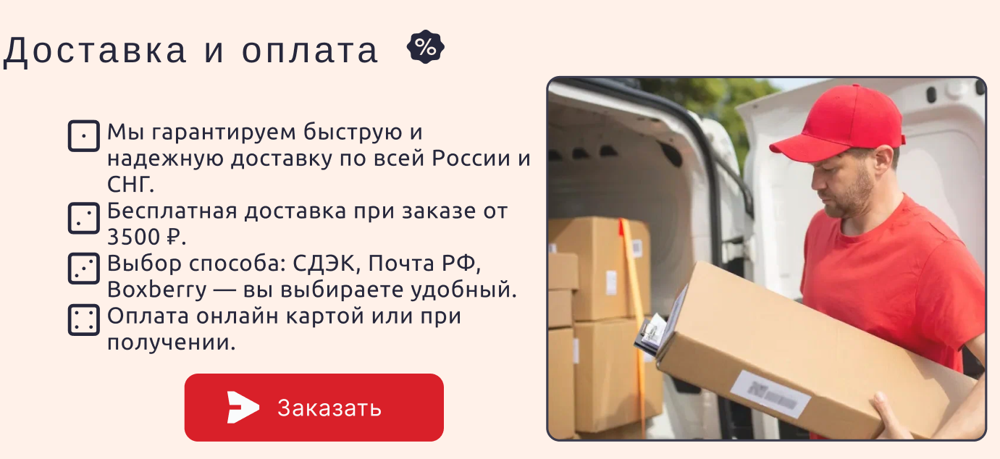 Доставка и оплата %
Мы гарантируем быструю и
надежную доставку по всей России и
СНГ.
Бесплатная доставка при заказе от
3500 ₽.
Выбор способа: СДЭК, Почта РФ,
Boxberry — вы выбираете удобный.
Оплата онлайн картой или при
получении.
Заказать